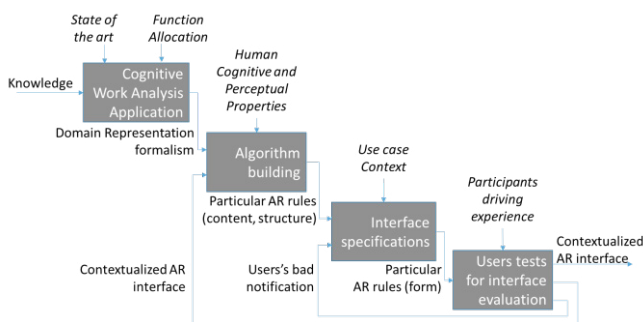 State of
the art
Function
Allocation
Knowledge
Cognitive
Work Analysis
Application
Human
Cognitive and
Perceptual
Properties
Domain Representation
formalism
Algorithm
building
Use case
Context
Particular AR rules
(content, structure)
Interface
specifications
Participants
driving
experience
Contextualized AR
interface
Users's bad
notification
Particular
AR rules (form)
Users tests
for interface
evaluation
Contextualized
AR interface